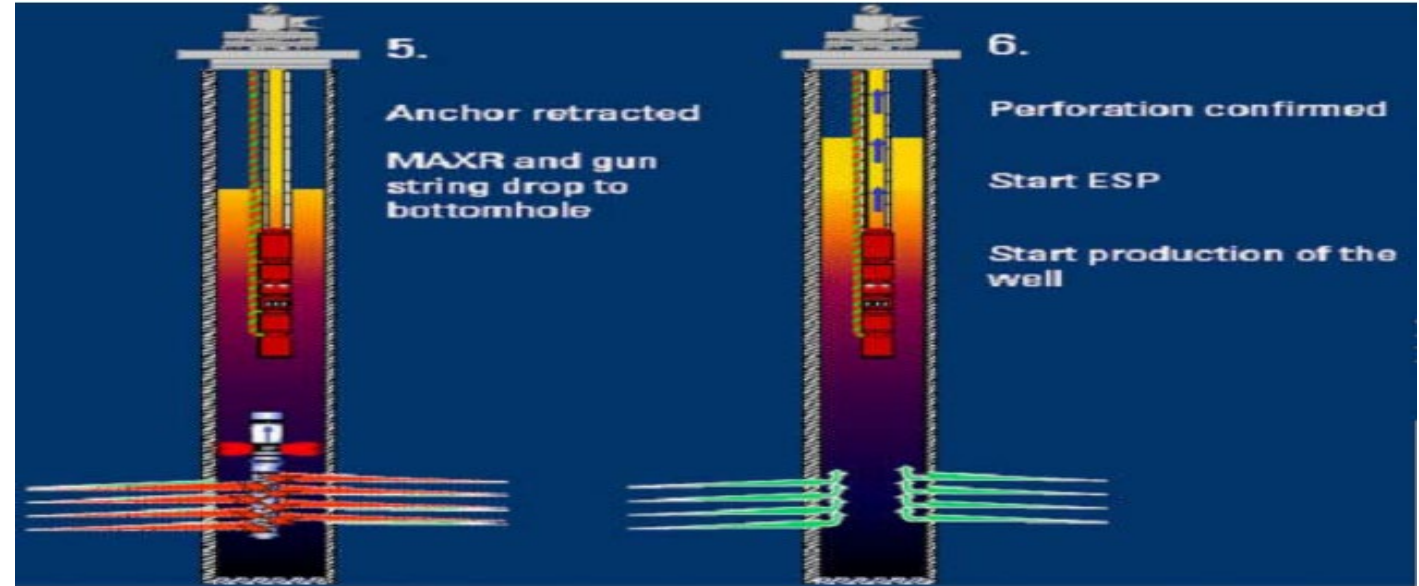 5.
Anchor retracted
MAXR and gun
string drop to
bottomhole
6.
Perforation confirmed
Start ESP
Start production of the
well